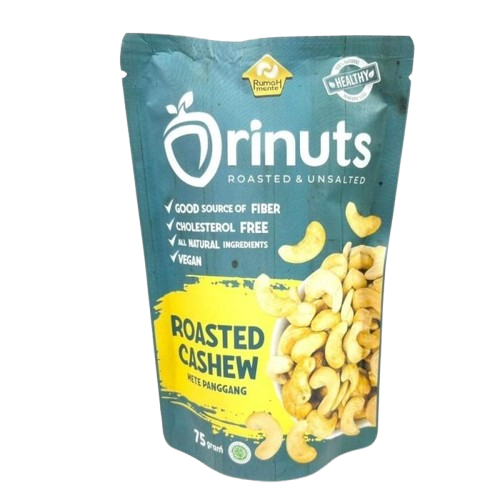 Rumah
mente
HEALTHY
Orinuts
ROASTED & UNSALTED
GOOD SOURCE OF FIBER
CHOLESTEROL FREE
ALL NATURAL INGREDIENTS
VEGAN
ROASTED
CASHEW
METE PANGGANG
75 gram